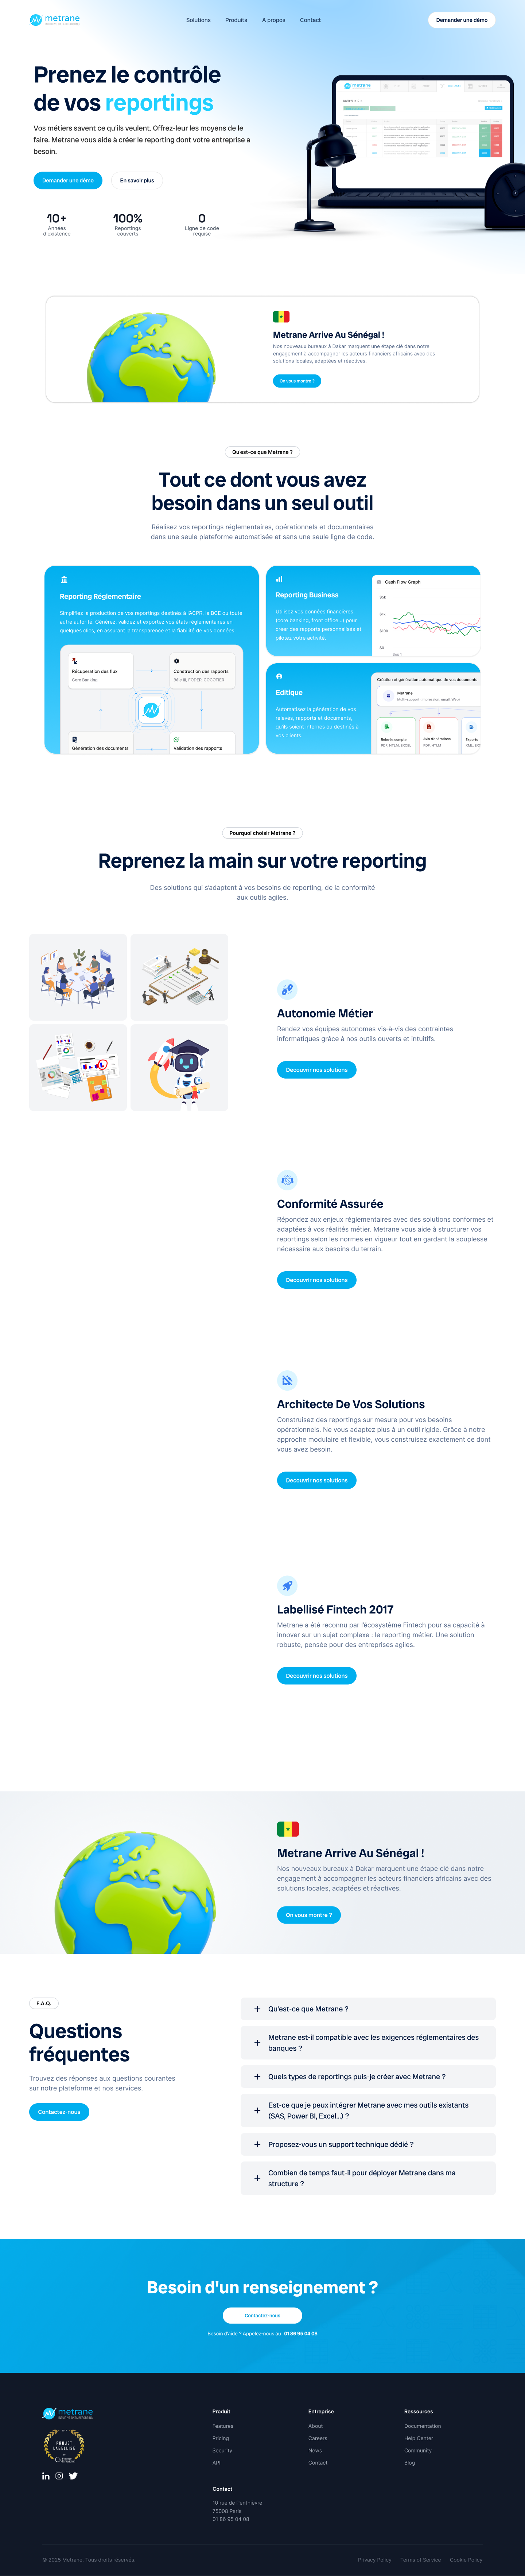 metrane
Solutions
Produits
A propos
Contact
Demander une démo
Prenez le contrôle
de vos reportings
Vos métiers savent ce qu'ils veulent. Offrez-leur les moyens de le
faire. Metrane vous aide à créer le reporting dont votre entreprise a
besoin.
Demander une démo
En savoir plus
10+
Années
d'existence
100%
Reportings
couverts
0
Ligne de code
requise
Metrane Arrive Au Sénégal !
Nos nouveaux bureaux à Dakar marquent une étape clé dans notre
engagement à accompagner les acteurs financiers africains avec des
solutions locales, adaptées et réactives.
On vous montre ?
Qu'est-ce que Metrane ?
Tout ce dont vous avez
besoin dans un seul outil
Réalisez vos reportings réglementaires, opérationnels et documentaires
dans une seule plateforme automatisée et sans une seule ligne de code.
Reporting Réglementaire
Simplifiez la production de vos reportings destinés à l'ACPR, la BCE ou toute
autre autorité. Générez, validez et exportez vos états réglementaires en
quelques clics, en assurant la transparence et la fiabilité de vos données.
Récupération des flux
Core Banking
Construction des rapports
Bâle III, FGDEP, COCOTIER
Génération des documents
Validation des rapports
Reporting Business
Utilisez vos données financières
(core banking, front office...) pour
créer des rapports personnalisés et
pilotez votre activité.
Cash Flow Graph
$5k
$1k
$100
$0
Editique
Automatisez la génération de vos
relevés, rapports et documents,
qu'ils soient internes ou destinés à
vos clients.
Création et génération automatique de vos documents
Metrane
Multi-support (Impression, email, Web)
Relevés compte
PDF, HTLM, EXCEL
Avis d'opérations
PDF, HTLM
Exports
Pourquoi choisir Metrane ?
Reprenez la main sur votre reporting
Des solutions qui s'adaptent à vos besoins de reporting, de la conformité
aux outils agiles.
Autonomie Métier
Rendez vos équipes autonomes vis-à-vis des contraintes
informatiques grâce à nos outils ouverts et intuitifs.
Decouvrir nos solutions
Conformité Assurée
Répondez aux enjeux réglementaires avec des solutions conformes et
adaptées à vos réalités métier. Metrane vous aide à structurer vos
reportings selon les normes en vigueur tout en gardant la souplesse
nécessaire aux besoins du terrain.
Decouvrir nos solutions
Architecte De Vos Solutions
Construisez des reportings sur mesure pour vos besoins
opérationnels. Ne vous adaptez plus à un outil rigide. Grâce à notre
approche modulaire et flexible, vous construisez exactement ce dont
vous avez besoin.
Decouvrir nos solutions
Labellisé Fintech 2017
Metrane a été reconnu par l'écosystème Fintech pour sa capacité à
innover sur un sujet complexe : le reporting métier. Une solution
robuste, pensée pour des entreprises agiles.
Decouvrir nos solutions
Metrane Arrive Au Sénégal !
Nos nouveaux bureaux à Dakar marquent une étape clé dans notre
engagement à accompagner les acteurs financiers africains avec des
solutions locales, adaptées et réactives.
On vous montre ?
F.A.Q.
Questions
fréquentes
Trouvez des réponses aux questions courantes
sur notre plateforme et nos services.
Contactez-nous
Qu'est-ce que Metrane ?
Metrane est-il compatible avec les exigences réglementaires des
banques ?
Quels types de reportings puis-je créer avec Metrane ?
Est-ce que je peux intégrer Metrane avec mes outils existants
(SAS, Power BI, Excel...) ?
Proposez-vous un support technique dédié ?
Combien de temps faut-il pour déployer Metrane dans ma
structure ?
Besoin d'un renseignement ?
Contactez-nous
Besoin d'aide ? Appelez-nous au 01 86 95 04 08
metrane
PROJET
LABELLISÉ
Produit
Features
Pricing
Security
API
Entreprise
About
Careers
News
Contact
Ressources
Documentation
Help Center
Community
Blog
Contact
10 rue de Penthièvre
75008 Paris
01 86 95 04 08
© 2025 Metrane. Tous droits réservés.
Privacy Policy
Terms of Service
Cookie Policy